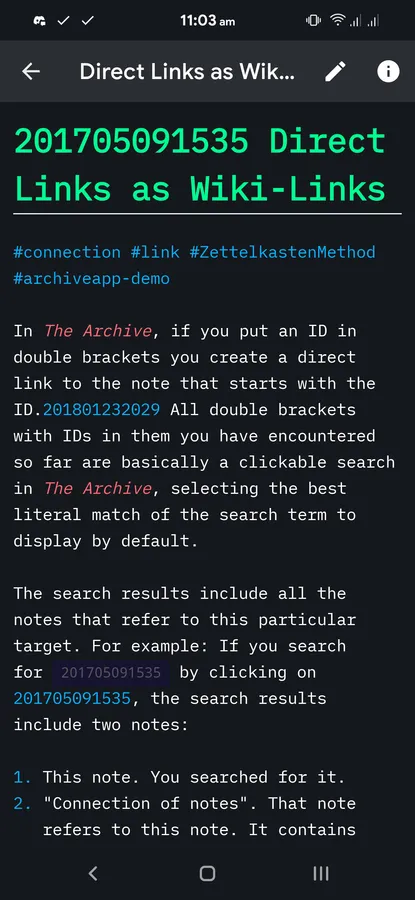 11:03 am
Direct Links as Wik...
201705091535 Direct
Links as Wiki-Links
#connection #link #ZettelkastenMethod
#archiveapp-demo
In The Archive, if you put an ID in
double brackets you create a direct
link to the note that starts with the
ID.201801232029 All double brackets
with IDs in them you have encountered
so far are basically a clickable search
in The Archive, selecting the best
literal match of the search term to
display by default.
The search results include all the
notes that refer to this particular
target. For example: If you search
for 201705091535 by clicking on
201705091535, the search results
include two notes:
1. This note. You searched for it.
2. "Connection of notes". That note
refers to this note. It contains